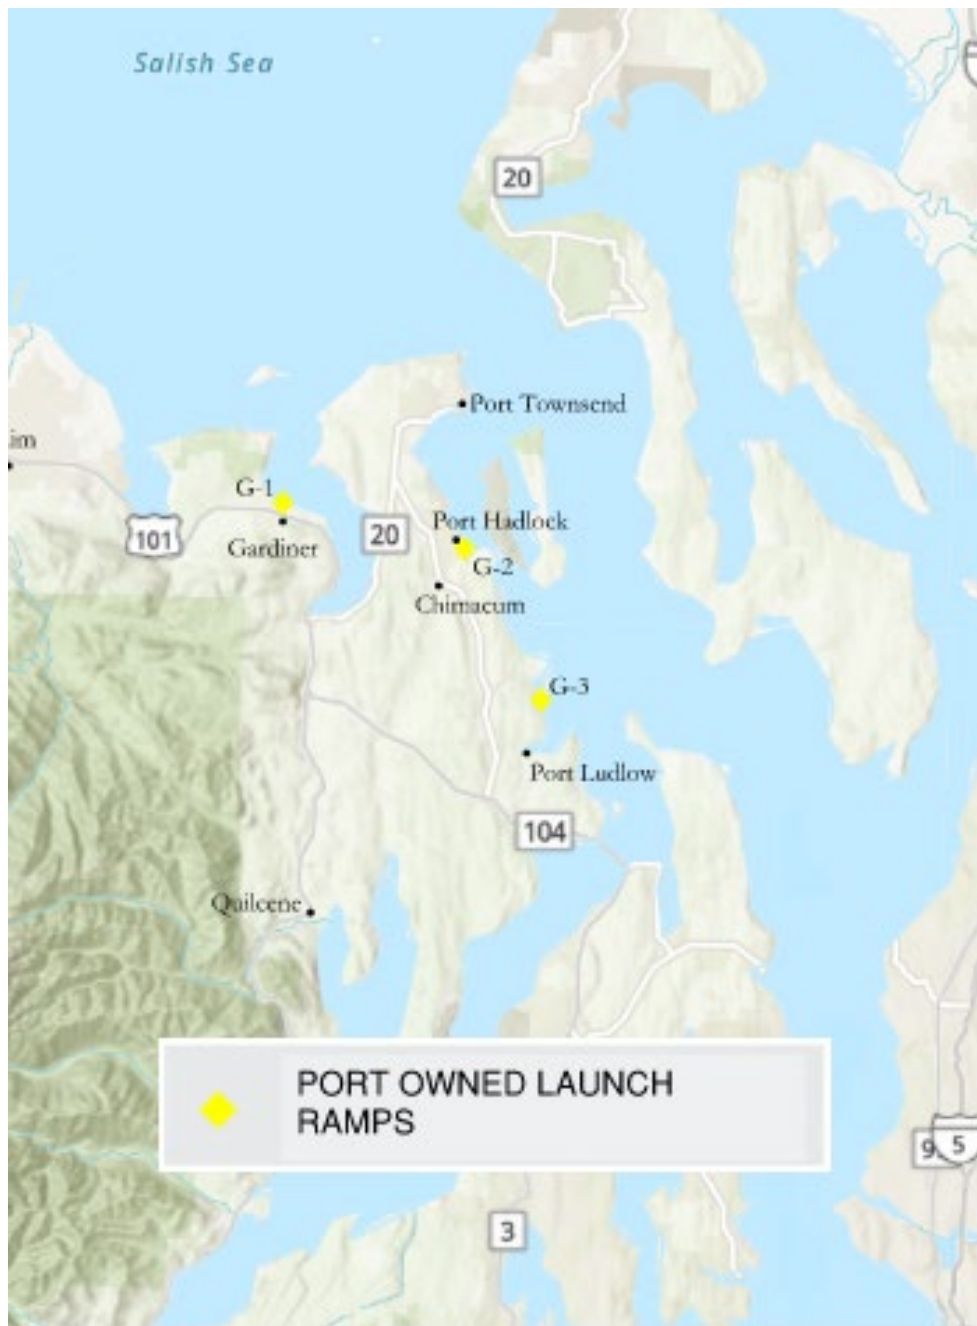 Salish Sea
20
Port Townsend
im
G-1
101
Gardiner
20
Port Hadlock
G-2
Chimacum
G-3
Port Ludlow
104
Quilcene
PORT OWNED LAUNCH
RAMPS
5
3